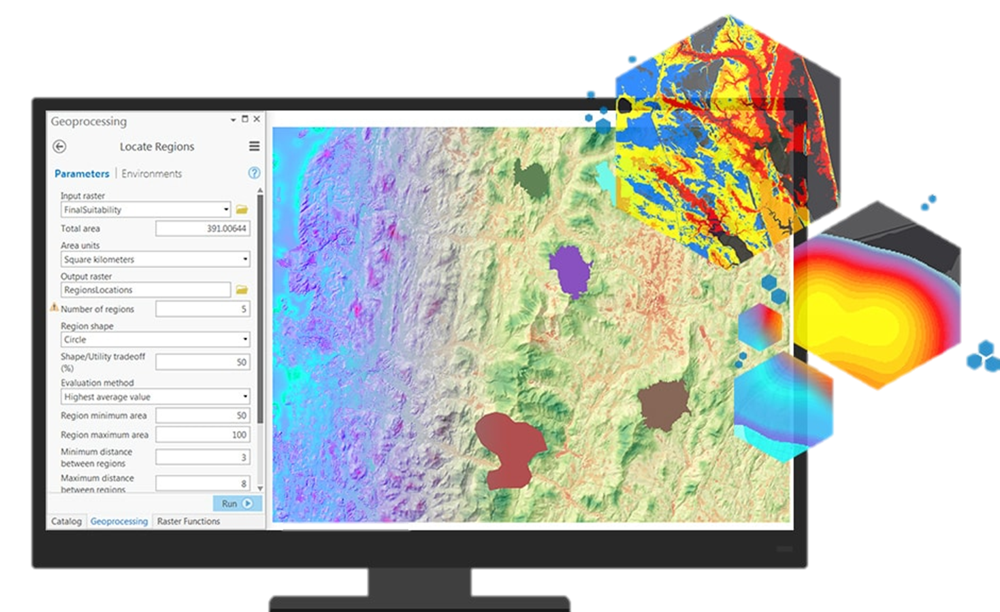 Geoprocessing
Locate Regions
Parameters | Environments
Input raster
FinalSuitability
Total area 391.00644
Area units
Square kilometers
Output raster
RegionsLocations
Number of regions 5
Region shape
Circle
Shape/Utility tradeoff
(%) 50
Evaluation method
Highest average value
Region minimum area 50
Region maximum area 100
Minimum distance
between regions 3
Maximum distance
between regions 8
Run
Catalog Geoprocessing Raster Functions